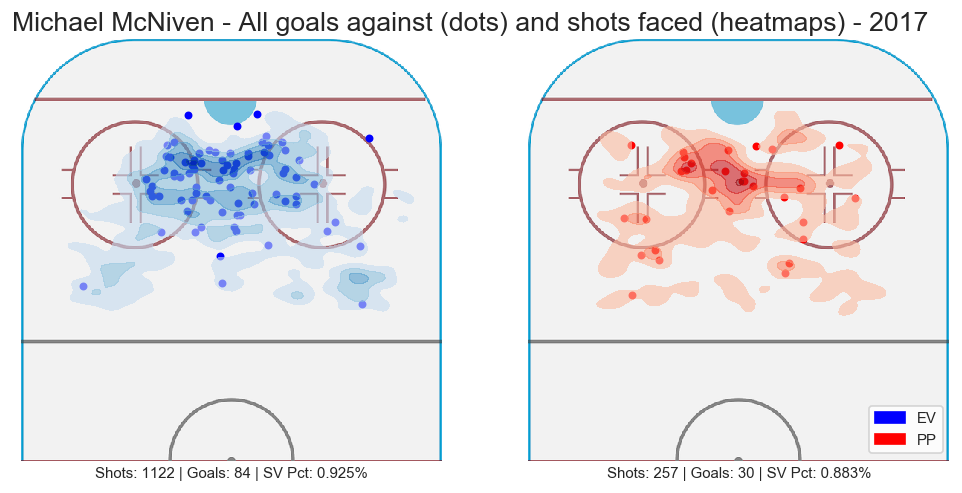 Michael McNiven - All goals against (dots) and shots faced (heatmaps) - 2017
EV
PP
Shots: 1122 | Goals: 84 | SV Pct: 0.925%
Shots: 257 | Goals: 30 | SV Pct: 0.883%